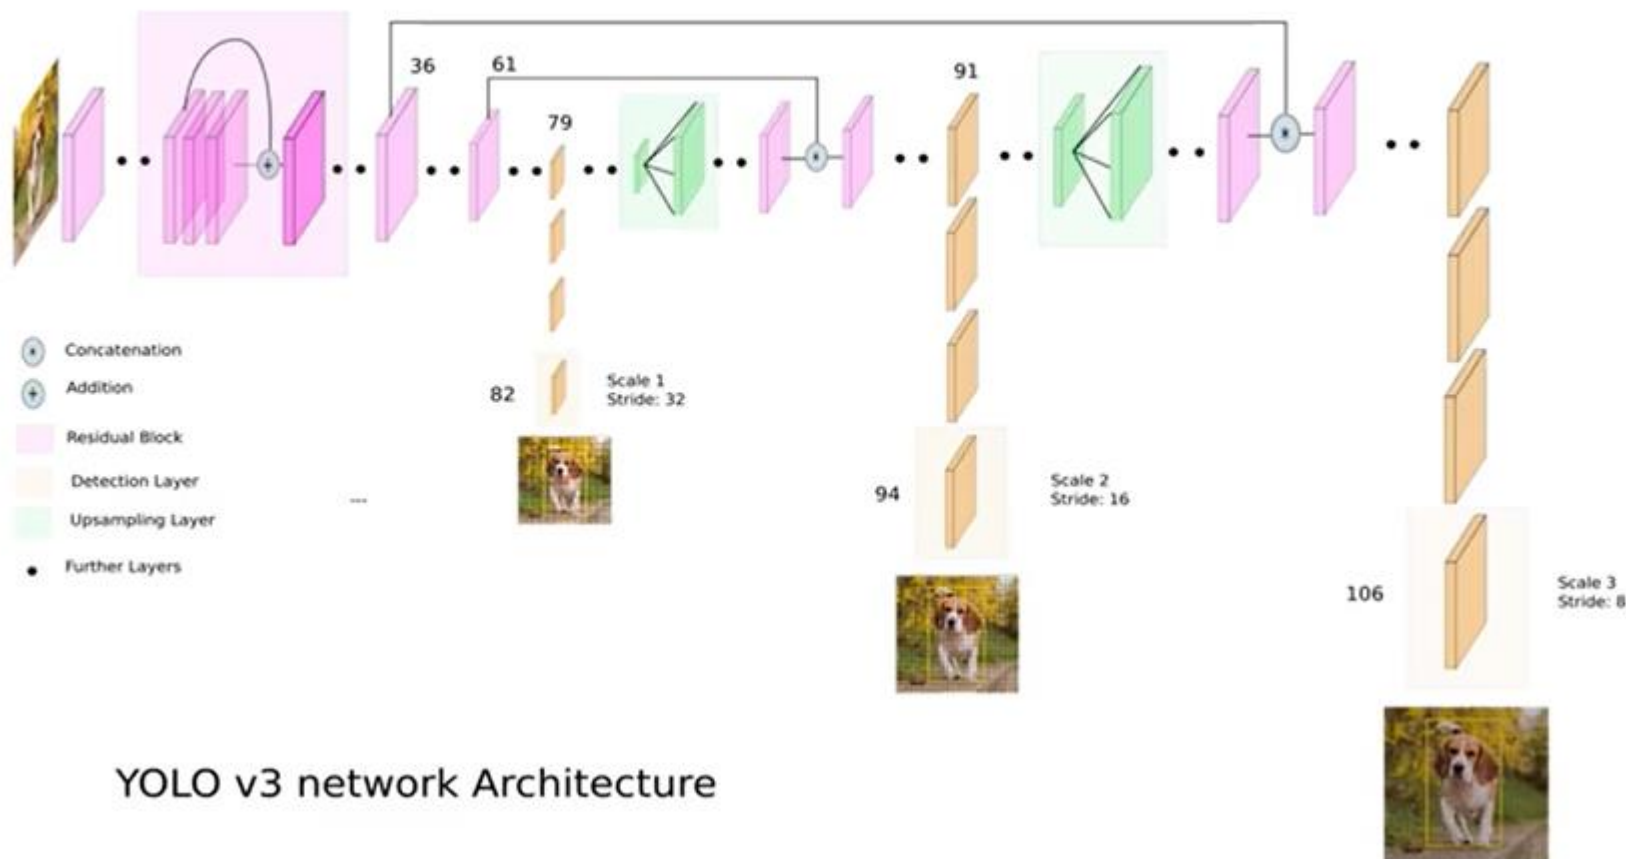 36
61
91
79
Concatenation
Addition
Residual Block
Detection Layer
Upsampling Layer
Further Layers
...
82
Scale 1
Stride: 32
94
Scale 2
Stride: 16
106
Scale 3
Stride: 8
YOLO v3 network Architecture